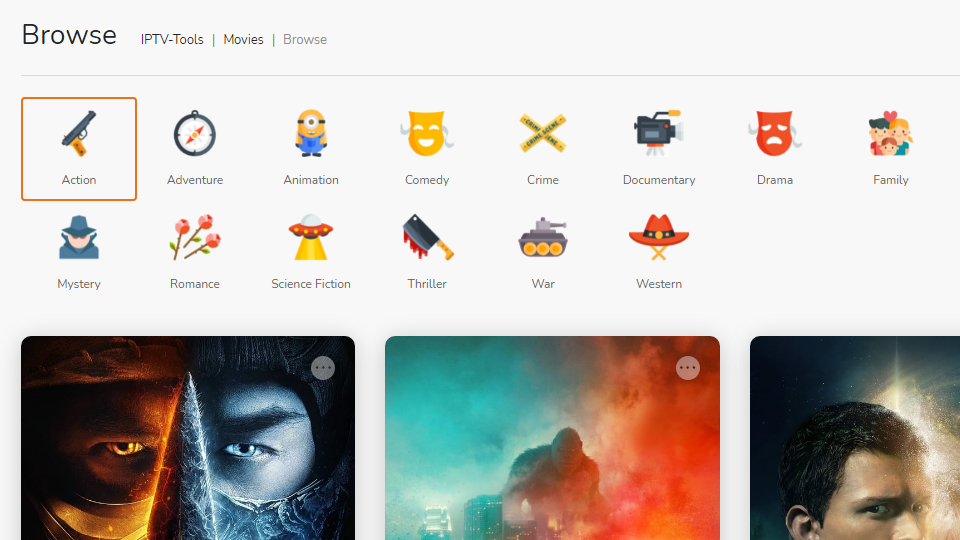 Browse IPTV-Tools | Movies | Browse
Action Adventure Animation Comedy Crime Documentary Drama Family
Mystery Romance Science Fiction Thriller War Western